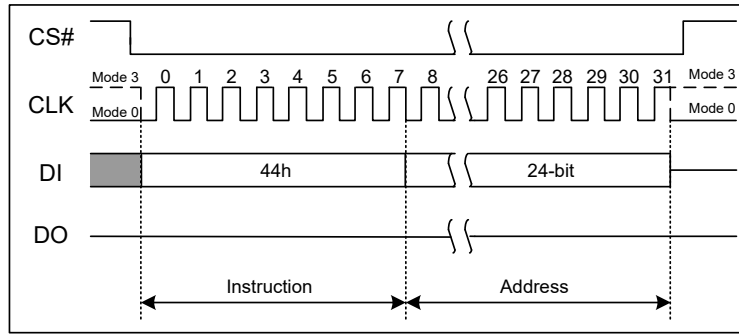 CS#
Mode 3 0 1 2 3 4 5 6 7 8 26 27 28 29 30 31 Mode 3
CLK
Mode 0 Mode 0
DI 44h 24-bit
DO
Instruction Address